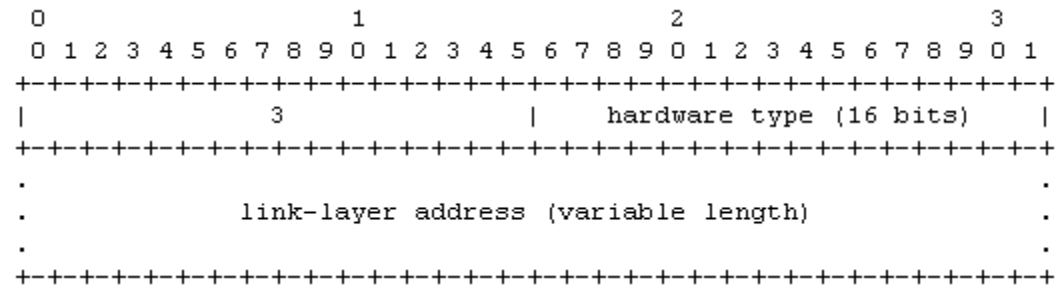 0                   1                   2                   3
0 1 2 3 4 5 6 7 8 9 0 1 2 3 4 5 6 7 8 9 0 1 2 3 4 5 6 7 8 9 0 1
+-+-+-+-+-+-+-+-+-+-+-+-+-+-+-+-+-+-+-+-+-+-+-+-+-+-+-+-+-+-+-+-+
|               3               |    hardware type (16 bits)    |
+-+-+-+-+-+-+-+-+-+-+-+-+-+-+-+-+-+-+-+-+-+-+-+-+-+-+-+-+-+-+-+-+
.                                                               .
.             link-layer address (variable length)              .
.                                                               .
+-+-+-+-+-+-+-+-+-+-+-+-+-+-+-+-+-+-+-+-+-+-+-+-+-+-+-+-+-+-+-+-+